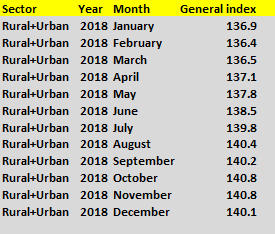 Sector Year Month General index
Rural+Urban 2018 January 136.9
Rural+Urban 2018 February 136.4
Rural+Urban 2018 March 136.5
Rural+Urban 2018 April 137.1
Rural+Urban 2018 May 137.8
Rural+Urban 2018 June 138.5
Rural+Urban 2018 July 139.8
Rural+Urban 2018 August 140.4
Rural+Urban 2018 September 140.2
Rural+Urban 2018 October 140.8
Rural+Urban 2018 November 140.8
Rural+Urban 2018 December 140.1